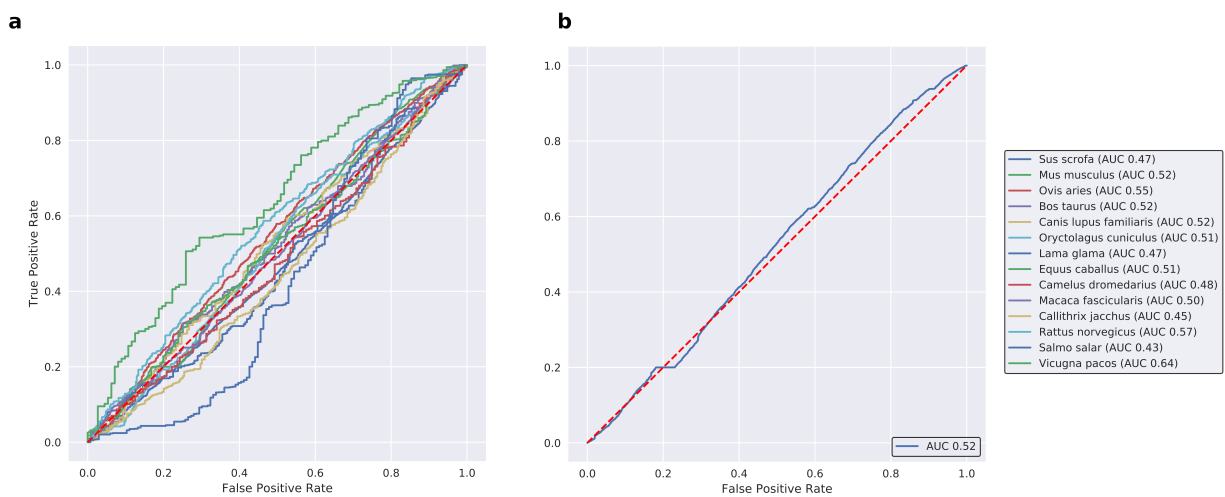 a
b
1.0
0.8
0.6
0.4
0.2
0.0
True Positive Rate
0.0 0.2 0.4 0.6 0.8 1.0
False Positive Rate
1.0
0.8
0.6
0.4
0.2
0.0
0.0 0.2 0.4 0.6 0.8 1.0
False Positive Rate
AUC 0.52
Sus scrofa (AUC 0.47)
Mus musculus (AUC 0.52)
Ovis aries (AUC 0.55)
Bos taurus (AUC 0.52)
Canis lupus familiaris (AUC 0.52)
Oryctolagus cuniculus (AUC 0.51)
Lama glama (AUC 0.47)
Equus caballus (AUC 0.51)
Camelus dromedarius (AUC 0.48)
Macaca fascicularis (AUC 0.50)
Callithrix jacchus (AUC 0.45)
Rattus norvegicus (AUC 0.57)
Salmo salar (AUC 0.43)
Vicugna pacos (AUC 0.64)